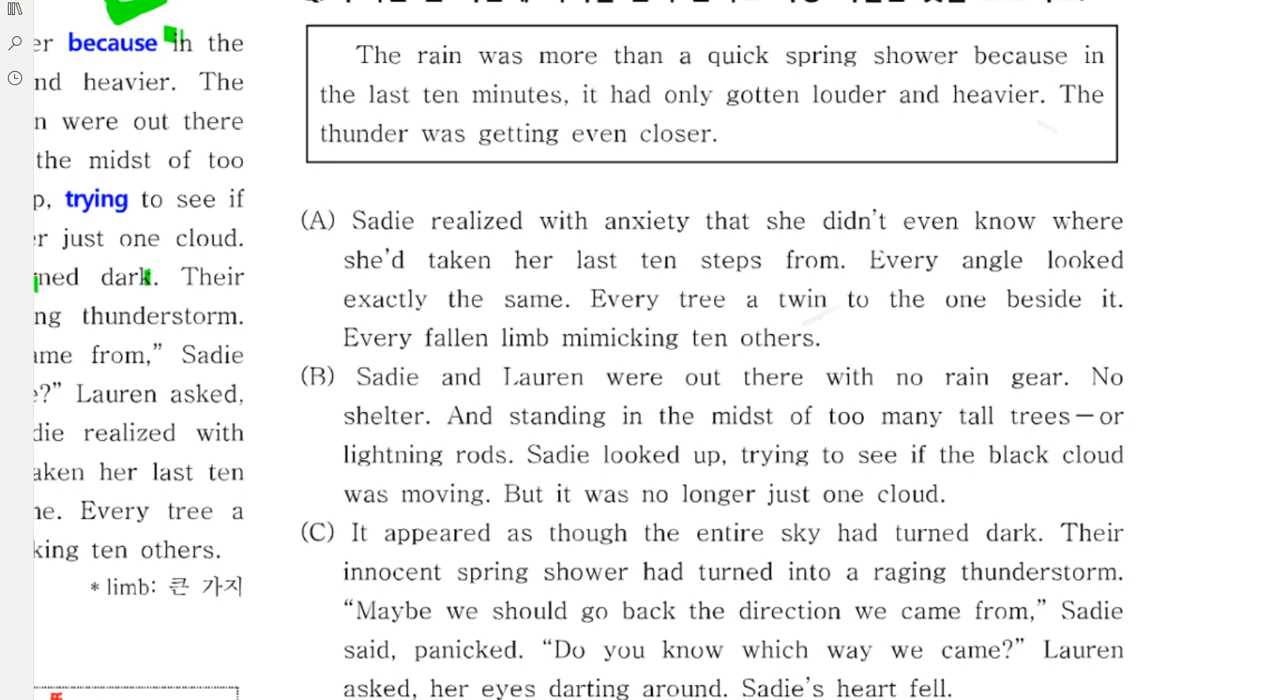 er because in the
nd heavier. The
n were out there
the midst of too
p, trying to see if
er just one cloud.
ned dark. Their
ng thunderstorm.
ame from,” Sadie
e?” Lauren asked,
die realized with
aken her last ten
ne. Every tree a
king ten others.
* limb: 큰 가지
The rain was more than a quick spring shower because in
the last ten minutes, it had only gotten louder and heavier. The
thunder was getting even closer.
(A) Sadie realized with anxiety that she didn’t even know where
she’d taken her last ten steps from. Every angle looked
exactly the same. Every tree a twin to the one beside it.
Every fallen limb mimicking ten others.
(B) Sadie and Lauren were out there with no rain gear. No
shelter. And standing in the midst of too many tall trees—or
lightning rods. Sadie looked up, trying to see if the black cloud
was moving. But it was no longer just one cloud.
(C) It appeared as though the entire sky had turned dark. Their
innocent spring shower had turned into a raging thunderstorm.
“Maybe we should go back the direction we came from,” Sadie
said, panicked. “Do you know which way we came?” Lauren
asked, her eyes darting around. Sadie’s heart fell.